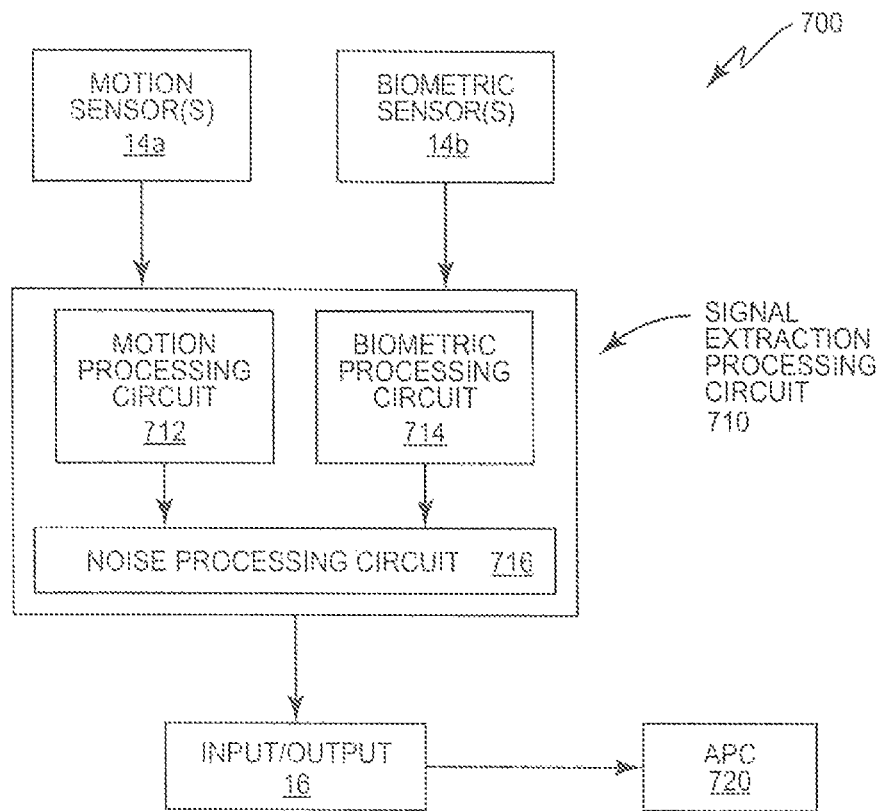 700
MOTION
SENSOR(S)
14a
BIOMETRIC
SENSOR(S)
14b
MOTION
PROCESSING
CIRCUIT
712
BIOMETRIC
PROCESSING
CIRCUIT
714
SIGNAL
EXTRACTION
PROCESSING
CIRCUIT
710
NOISE PROCESSING CIRCUIT 716
INPUT/OUTPUT
16
APC
720